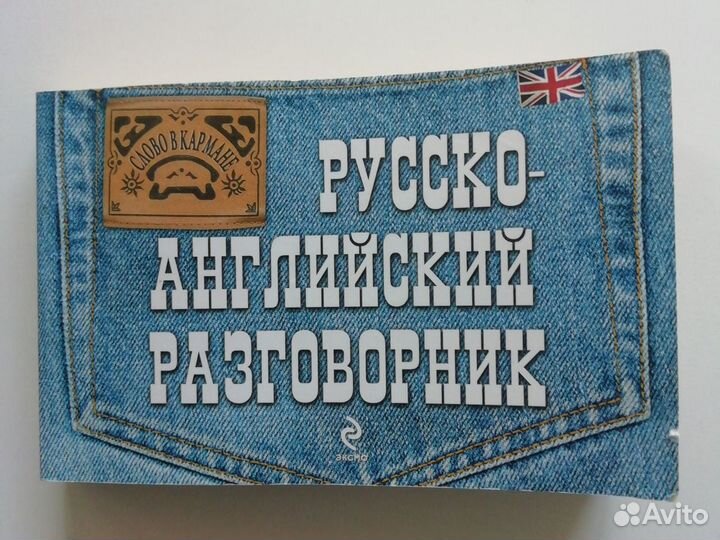 СЛОВО В КАРМАНЕ
РУССКО-
АНГЛИЙСКИЙ
РАЗГОВОРНИК
ЭКСМО
Avito